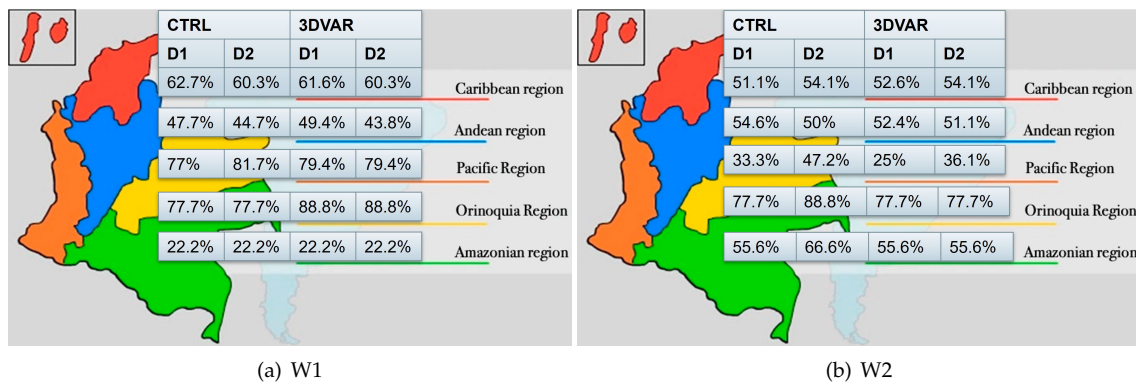 CTRL 3DVAR
D1 D2 D1 D2
62.7% 60.3% 61.6% 60.3% Caribbean region
47.7% 44.7% 49.4% 43.8% Andean region
77% 81.7% 79.4% 79.4% Pacific Region
77.7% 77.7% 88.8% 88.8% Orinoquia Region
22.2% 22.2% 22.2% 22.2% Amazonian region
(a) W1
CTRL 3DVAR
D1 D2 D1 D2
51.1% 54.1% 52.6% 54.1% Caribbean region
54.6% 50% 52.4% 51.1% Andean region
33.3% 47.2% 25% 36.1% Pacific Region
77.7% 88.8% 77.7% 77.7% Orinoquia Region
55.6% 66.6% 55.6% 55.6% Amazonian region
(b) W2